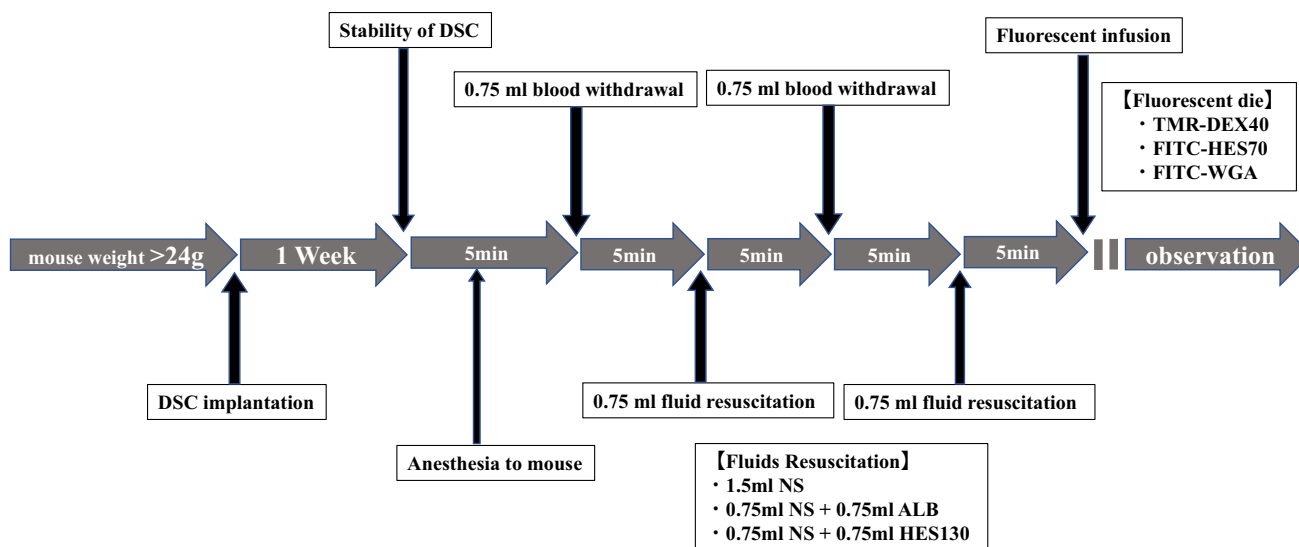 Stability of DSC
Fluorescent infusion
0.75 ml blood withdrawal
0.75 ml blood withdrawal
【Fluorescent die】
・TMR-DEX40
・FITC-HES70
・FITC-WGA
mouse weight >24g
1 Week
5min
5min
5min
5min
5min
observation
DSC implantation
0.75 ml fluid resuscitation
0.75 ml fluid resuscitation
Anesthesia to mouse
【Fluids Resuscitation】
・1.5ml NS
・0.75ml NS + 0.75ml ALB
・0.75ml NS + 0.75ml HES130